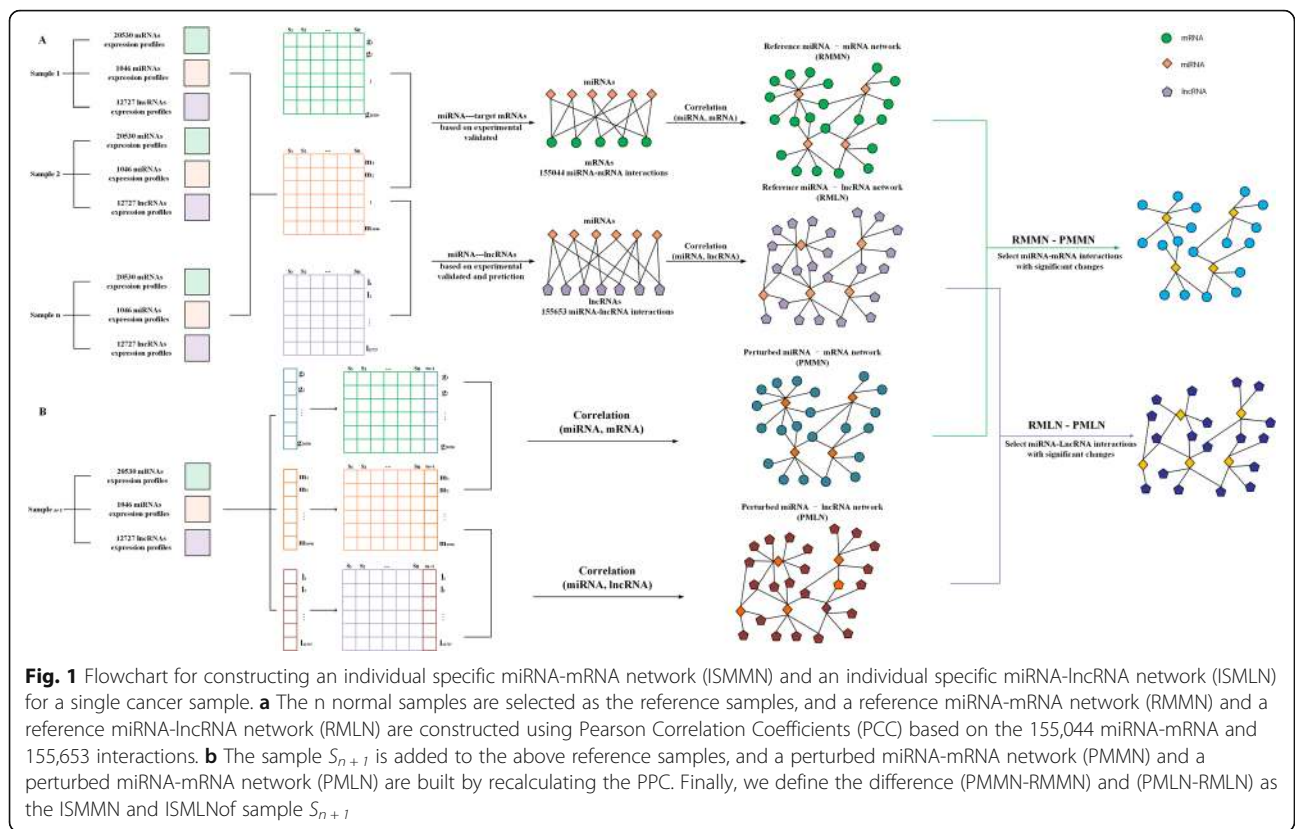 A
20530 mRNAs
expression profiles
Sample 1
1046 miRNAs
expression profiles
12727 lncRNAs
expression profiles
20530 mRNAs
expression profiles
Sample 2
1046 miRNAs
expression profiles
12727 lncRNAs
expression profiles
20530 mRNAs
expression profiles
Sample n
1046 miRNAs
expression profiles
12727 lncRNAs
expression profiles
miRNA---target mRNAs
based on experimental
validated
miRNAs
mRNAs
155044 miRNA-mRNA interactions
Correlation
(miRNA, mRNA)
Reference miRNA - mRNA network
(RMMN)
miRNA---lncRNAs
based on experimental
validated and pretiction
miRNAs
lncRNAs
155653 miRNA-lncRNA interactions
Correlation
(miRNA, lncRNA)
Reference miRNA - lncRNA network
(RMLN)
mRNA
miRNA
lncRNA
RMMN - PMMN
Select miRNA-mRNA interactions
with significant changes
B
20530 mRNAs
expression profiles
Sample n+1
1046 miRNAs
expression profiles
12727 lncRNAs
expression profiles
Correlation
(miRNA, mRNA)
Perturbed miRNA - mRNA network
(PMMN)
Correlation
(miRNA, lncRNA)
Perturbed miRNA - lncRNA network
(PMLN)
RMLN - PMLN
Select miRNA-LncRNA interactions
with significant changes
Fig. 1 Flowchart for constructing an individual specific miRNA-mRNA network (ISMMN) and an individual specific miRNA-lncRNA network (ISMLN)
for a single cancer sample. a The n normal samples are selected as the reference samples, and a reference miRNA-mRNA network (RMMN) and a
reference miRNA-lncRNA network (RMLN) are constructed using Pearson Correlation Coefficients (PCC) based on the 155,044 miRNA-mRNA and
155,653 interactions. b The sample Sn + 1 is added to the above reference samples, and a perturbed miRNA-mRNA network (PMMN) and a
perturbed miRNA-mRNA network (PMLN) are built by recalculating the PPC. Finally, we define the difference (PMMN-RMMN) and (PMLN-RMLN) as
the ISMMN and ISMLNof sample Sn + 1